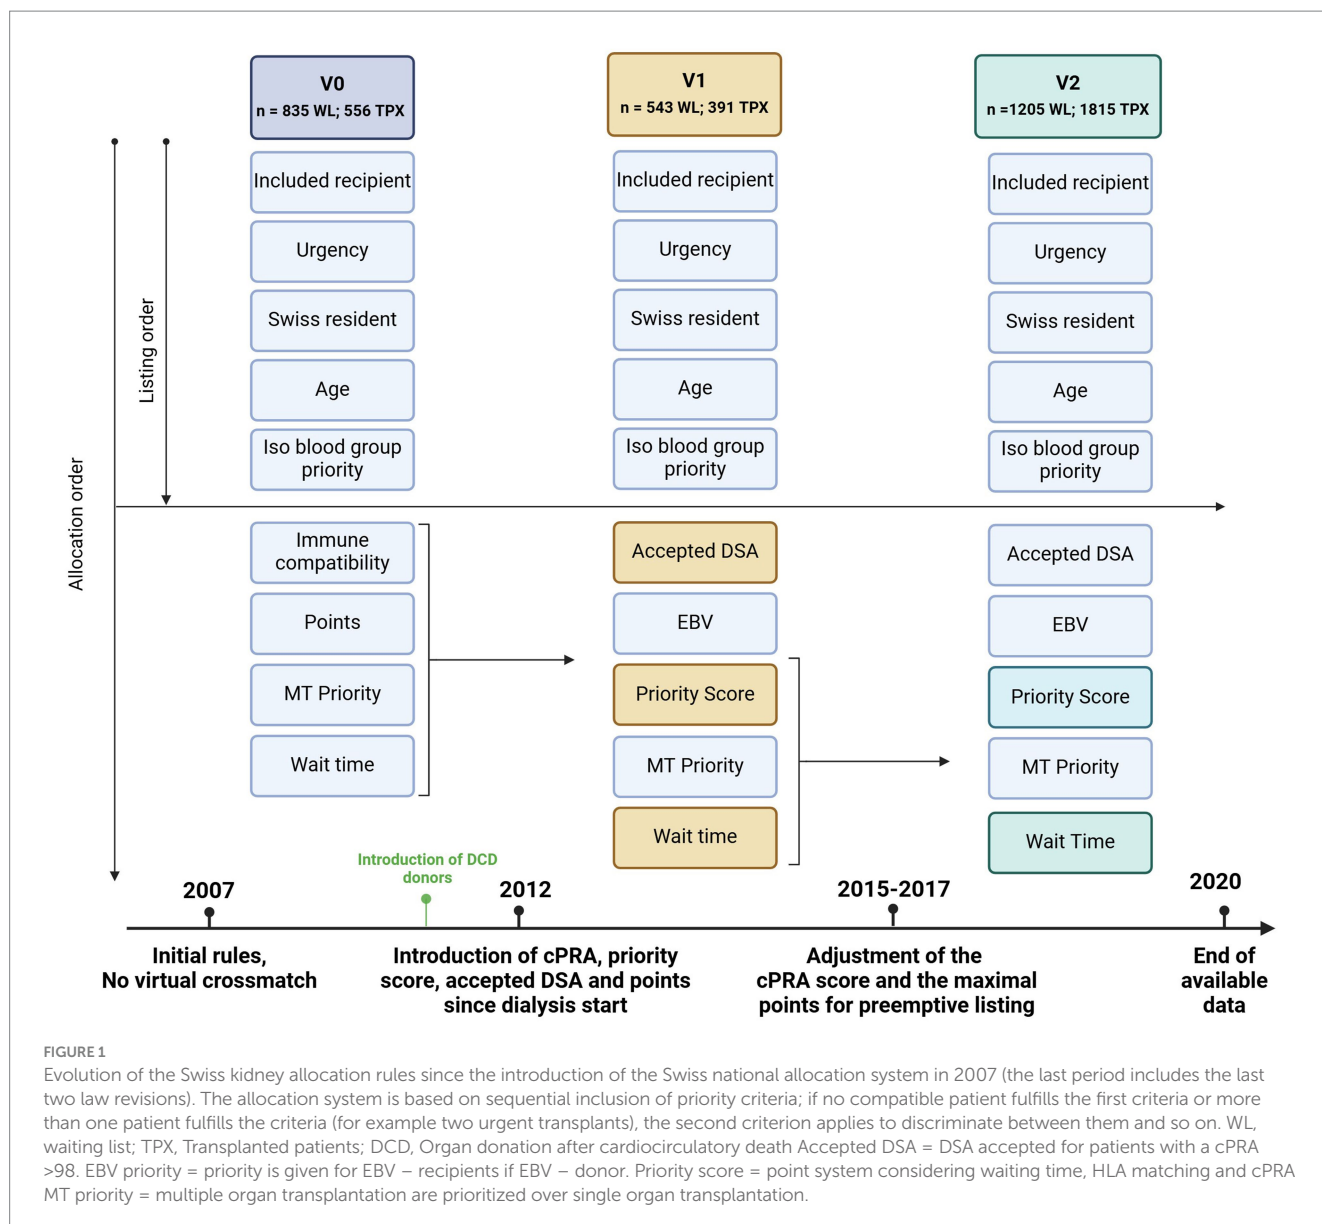 V0
n = 835 WL; 556 TPX
V1
n = 543 WL; 391 TPX
V2
n =1205 WL; 1815 TPX
Listing order
Allocation order
Included recipient
Urgency
Swiss resident
Age
Iso blood group
priority
Immune
compatibility
Points
MT Priority
Wait time
Included recipient
Urgency
Swiss resident
Age
Iso blood group
priority
Accepted DSA
EBV
Priority Score
MT Priority
Wait time
Included recipient
Urgency
Swiss resident
Age
Iso blood group
priority
Accepted DSA
EBV
Priority Score
MT Priority
Wait Time
2007
Initial rules,
No virtual crossmatch
Introduction of DCD
donors
2012
Introduction of cPRA, priority
score, accepted DSA and points
since dialysis start
2015-2017
Adjustment of the
cPRA score and the maximal
points for preemptive listing
2020
End of
available
data
FIGURE 1
Evolution of the Swiss kidney allocation rules since the introduction of the Swiss national allocation system in 2007 (the last period includes the last
two law revisions). The allocation system is based on sequential inclusion of priority criteria; if no compatible patient fulfills the first criteria or more
than one patient fulfills the criteria (for example two urgent transplants), the second criterion applies to discriminate between them and so on. WL,
waiting list; TPX, Transplanted patients; DCD, Organ donation after cardiocirculatory death Accepted DSA = DSA accepted for patients with a cPRA
>98. EBV priority = priority is given for EBV – recipients if EBV – donor. Priority score = point system considering waiting time, HLA matching and cPRA
MT priority = multiple organ transplantation are prioritized over single organ transplantation.